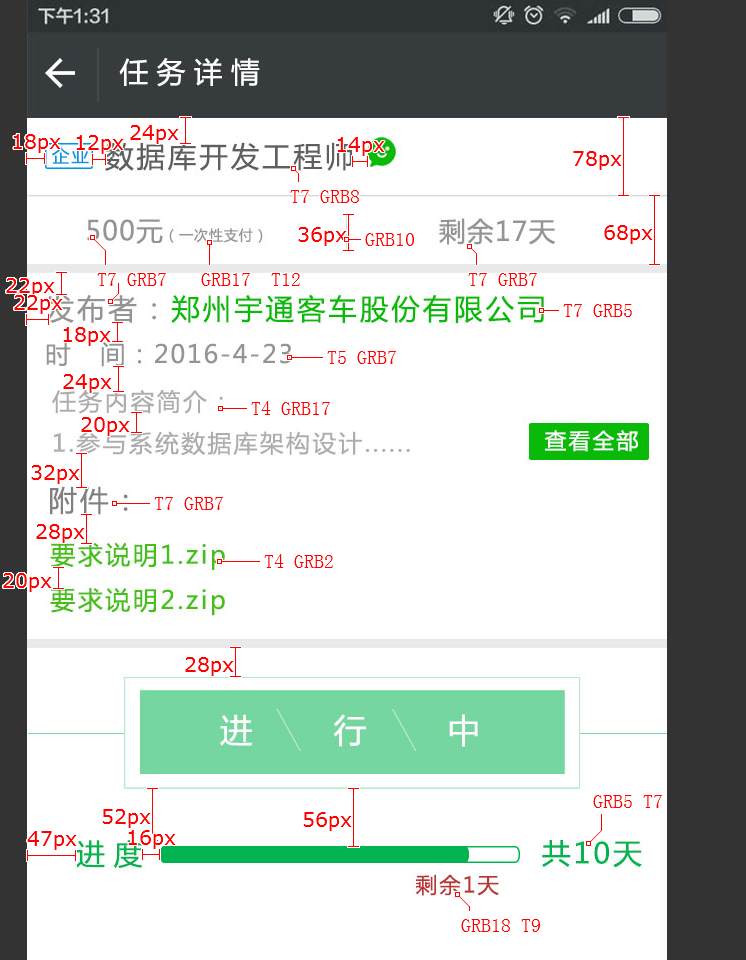 下午1:31
任务详情
24px
18px 企业 12px 数据库开发工程师 14px
78px
T7 GRB8
500元(一次性支付) 36px GRB10 剩余17天 68px
T7 GRB7 GRB17 T12 T7 GRB7
22px
22px 发布者：郑州宇通客车股份有限公司 T7 GRB5
18px
时 间：2016-4-23 T5 GRB7
24px
任务内容简介： T4 GRB17
20px
1.参与系统数据库架构设计...... 查看全部
32px
附件： T7 GRB7
28px
要求说明1.zip T4 GRB2
20px
要求说明2.zip
28px
进 行 中
GRB5 T7
52px 56px
47px 进度 16px 共10天
剩余1天
GRB18 T9